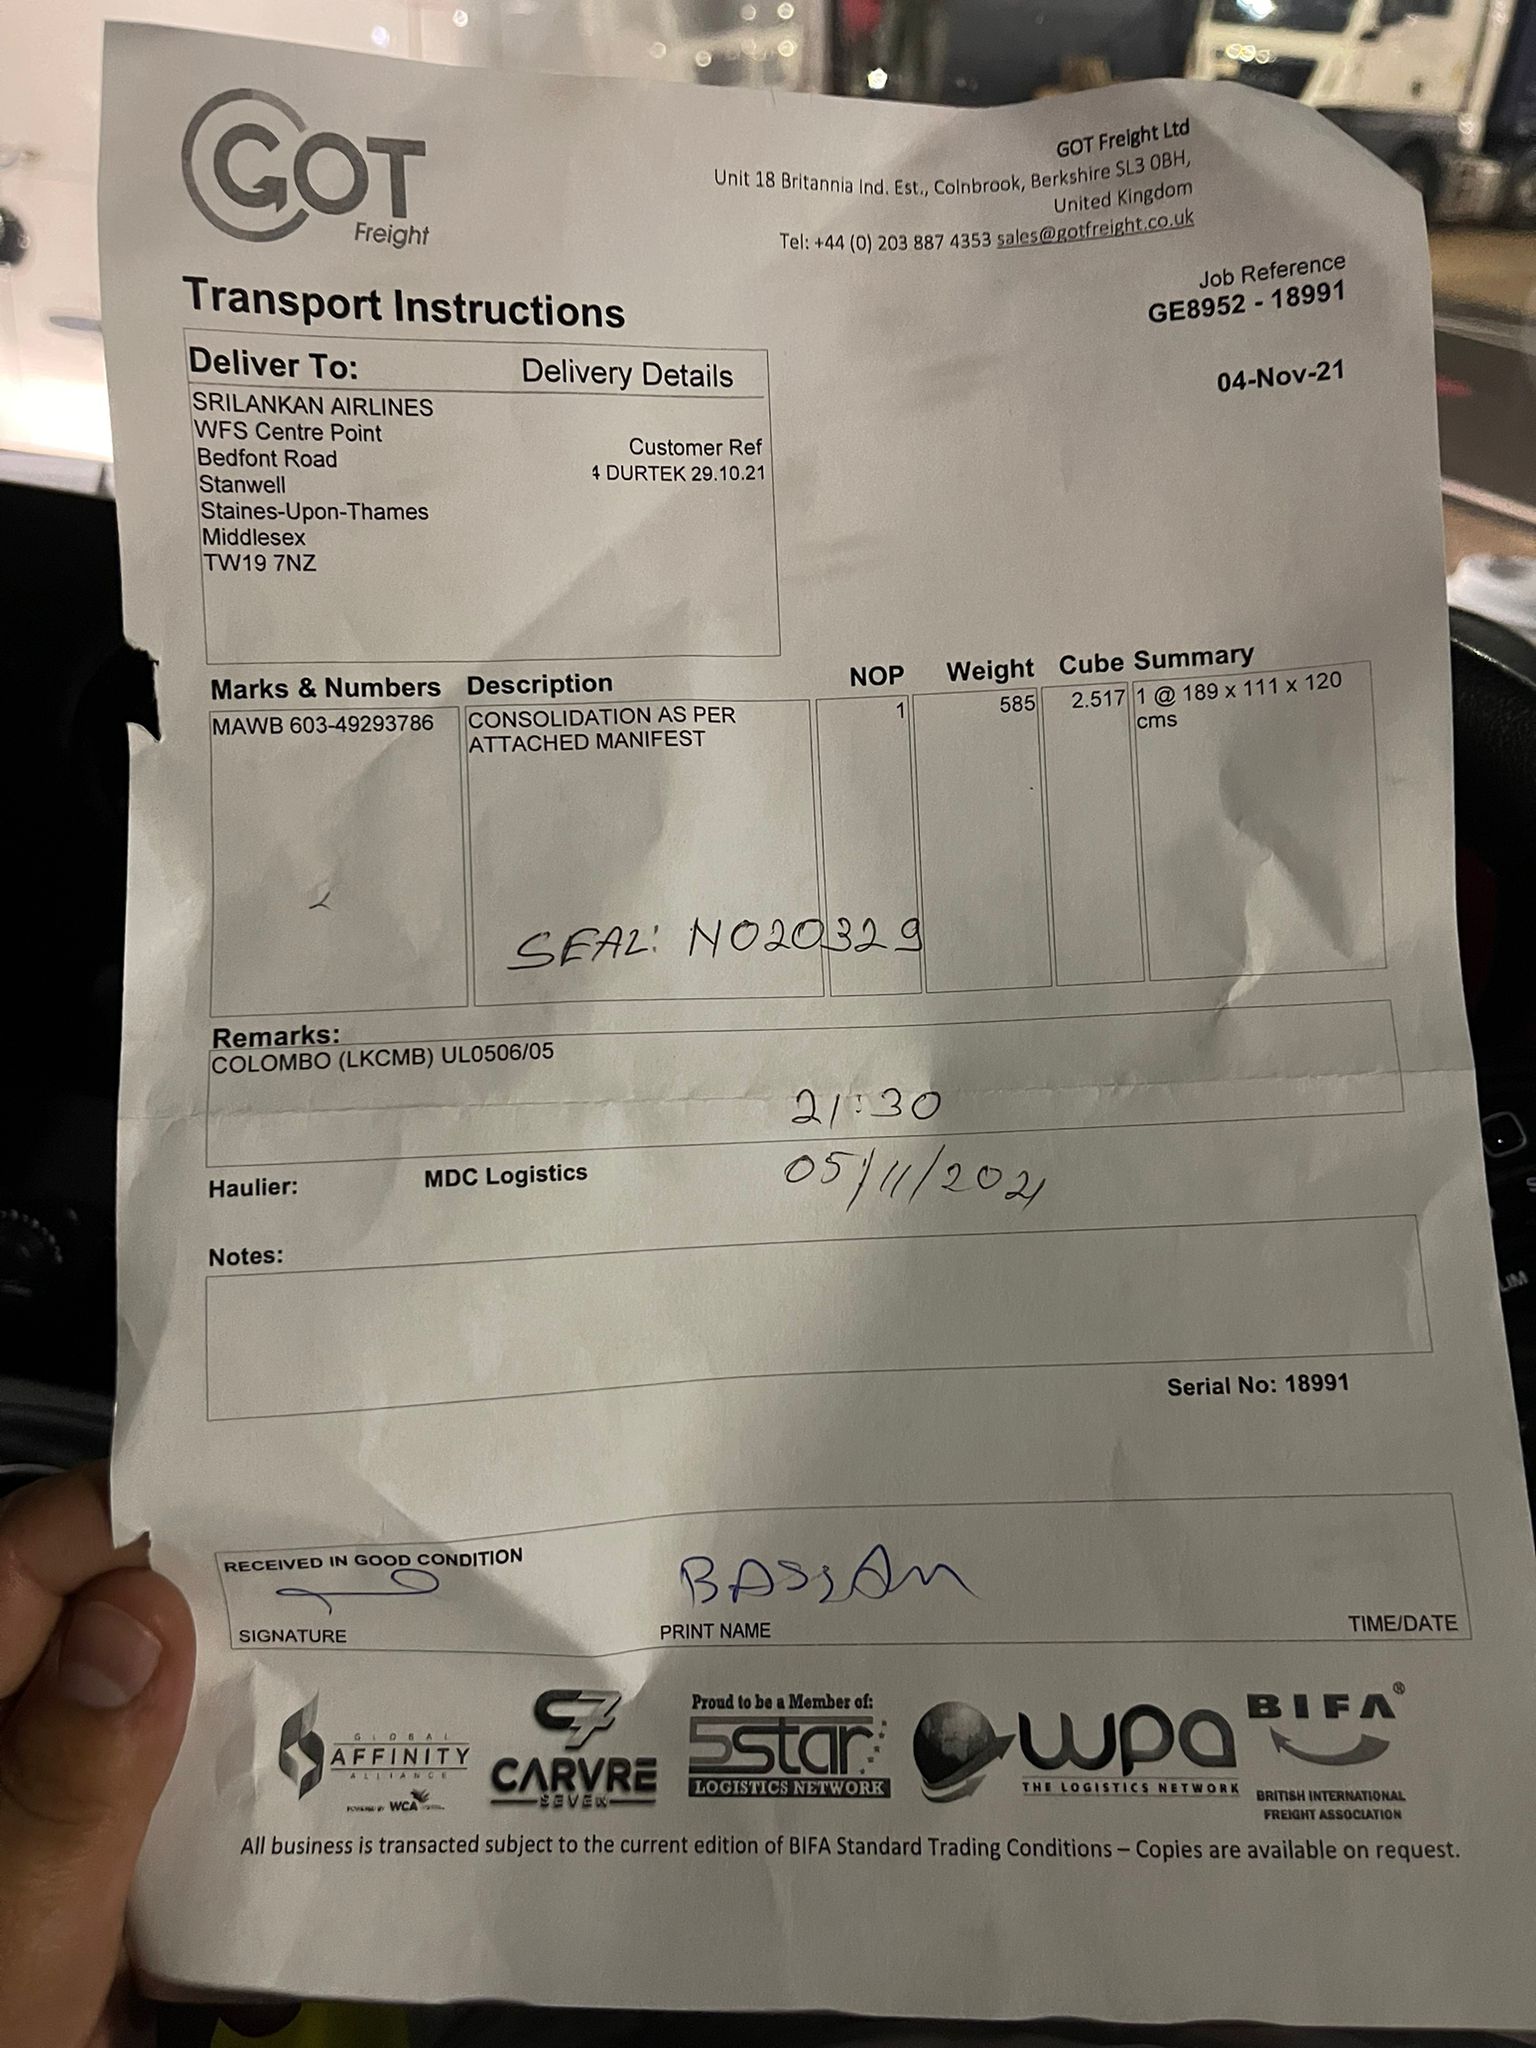 GOT
Freight
GOT Freight Ltd
Unit 18 Britannia Ind. Est., Colnbrook, Berkshire SL3 0BH,
United Kingdom
Tel: +44 (0) 203 887 4353 sales@gotfreight.co.uk
Transport Instructions
Job Reference
GE8952 - 18991
04-Nov-21
Deliver To: Delivery Details
SRILANKAN AIRLINES
WFS Centre Point
Bedfont Road
Stanwell
Staines-Upon-Thames
Middlesex
TW19 7NZ
Customer Ref
4 DURTEK 29.10.21
Marks & Numbers Description NOP Weight Cube Summary
MAWB 603-49293786 CONSOLIDATION AS PER 1 585 2.517 1 @ 189 x 111 x 120
ATTACHED MANIFEST cms
SEAL: N020329
Remarks:
COLOMBO (LKCMB) UL0506/05
21:30
Haulier: MDC Logistics 05/11/2021
Notes:
Serial No: 18991
RECEIVED IN GOOD CONDITION
BASSAM
SIGNATURE PRINT NAME TIME/DATE
GLOBAL
AFFINITY
ALLIANCE
POWERED BY WCA
C7
CARVRE
SEVEN
Proud to be a Member of:
5star
LOGISTICS NETWORK
wpa
THE LOGISTICS NETWORK
BIFA®
BRITISH INTERNATIONAL
FREIGHT ASSOCIATION
All business is transacted subject to the current edition of BIFA Standard Trading Conditions – Copies are available on request.